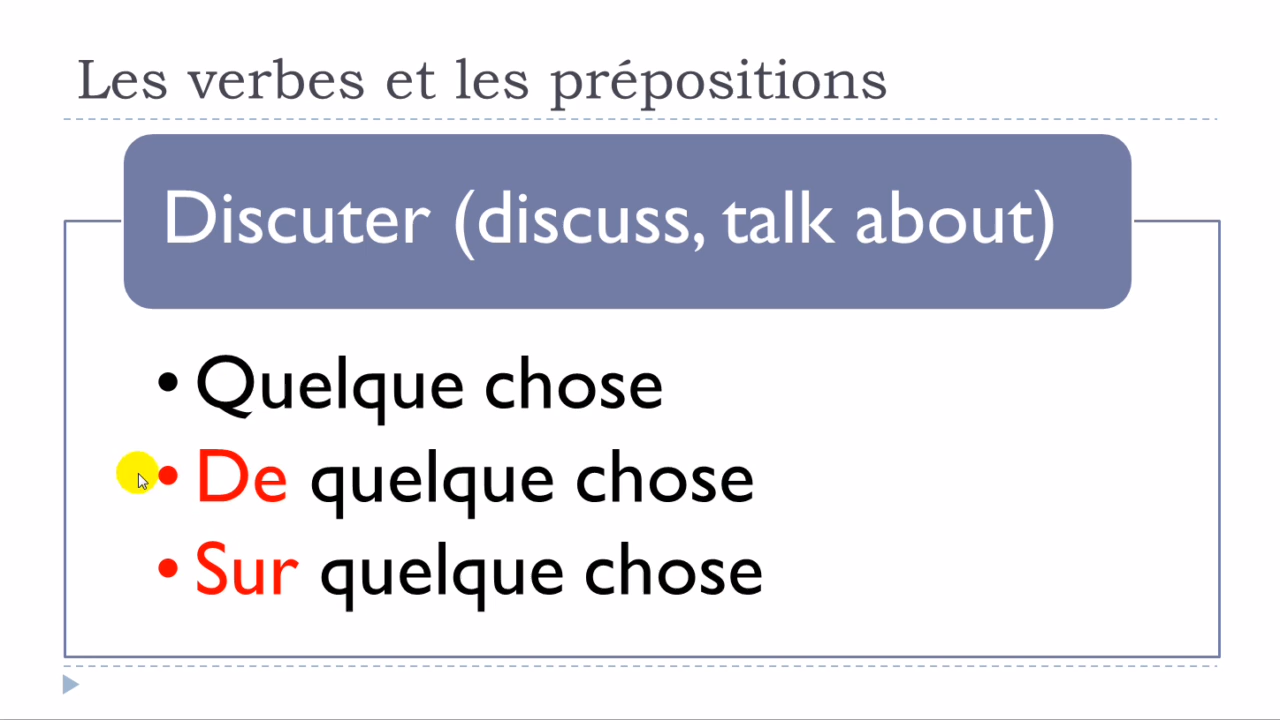 Les verbes et les prépositions
Discuter (discuss, talk about)
• Quelque chose
• De quelque chose
• Sur quelque chose